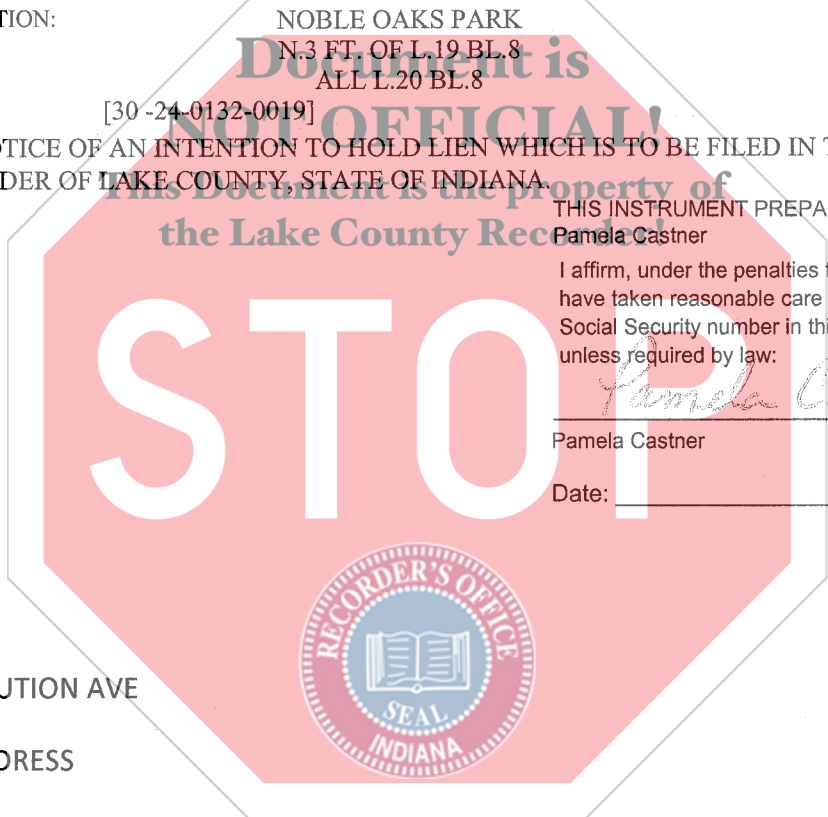 TION:
NOBLE OAKS PARK
N.3 FT. OF L.19 BL.8
ALL L.20 BL.8
[30 -24-0132-0019]
OTICE OF AN INTENTION TO HOLD LIEN WHICH IS TO BE FILED IN T
DER OF LAKE COUNTY, STATE OF INDIANA.
Document is
NOT OFFICIAL!
This Document is the property of
the Lake County Recorder!
THIS INSTRUMENT PREPA
Pamela Castner
I affirm, under the penalties f
have taken reasonable care
Social Security number in thi
unless required by law:
Pamela C
Pamela Castner
Date:
STOP
RECORDER'S OFFICE
SEAL
INDIANA
UTION AVE
DRESS